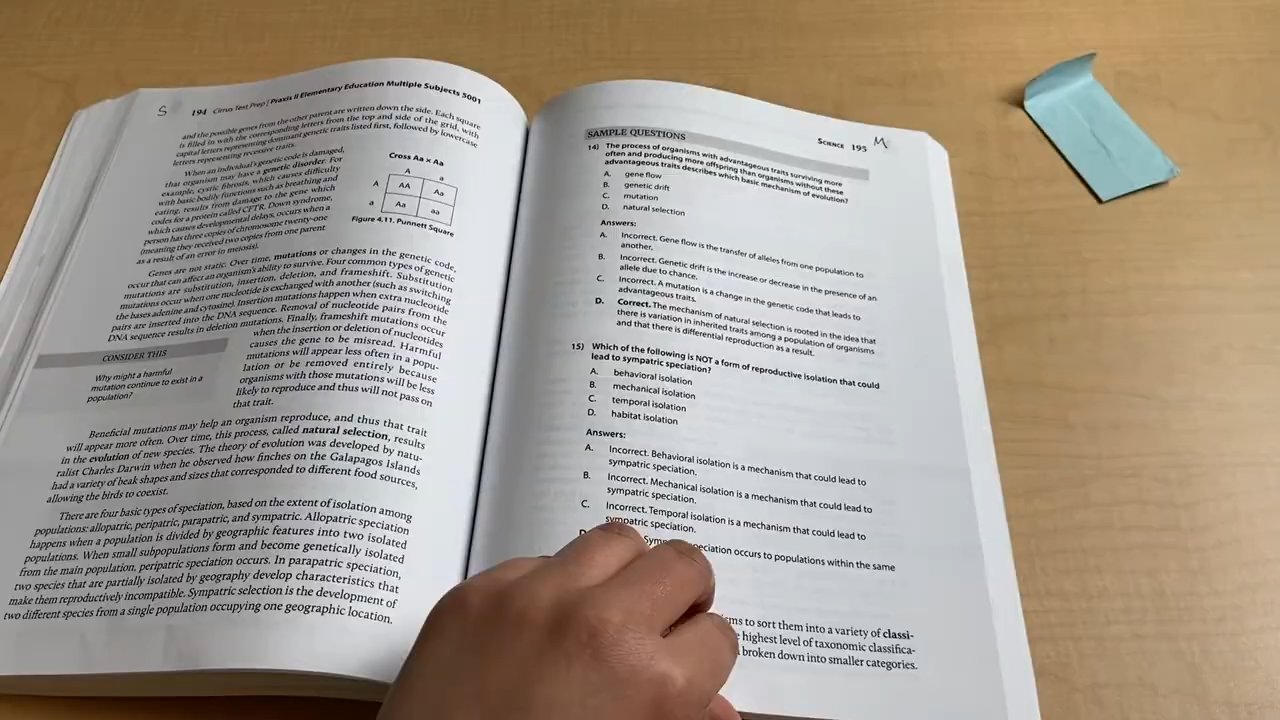 S
194 Cirrus Test Prep | Praxis II Elementary Education Multiple Subjects 5001
and the possible genes from the other parent are written down the side. Each square
is filled in with the corresponding letters from the top and side of the grid, with
capital letters representing dominant genetic traits listed first, followed by lowercase
letters representing recessive traits.
When an individual's genetic code is damaged,
that organism may have a genetic disorder. For
example, cystic fibrosis, which causes difficulty
with basic bodily functions such as breathing and
eating, results from damage to the gene which
codes for a protein called CFTR. Down syndrome,
which causes developmental delays, occurs when a
person has three copies of chromosome twenty-one
(meaning they received two copies from one parent
as a result of an error in meiosis).
Cross Aa × Aa
A a
A AA Aa
a Aa aa
Figure 4.11. Punnett Square
Genes are not static. Over time, mutations or changes in the genetic code,
occur that can affect an organism's ability to survive. Four common types of genetic
mutations are substitution, insertion, deletion, and frameshift. Substitution
mutations occur when one nucleotide is exchanged with another (such as switching
the bases adenine and cytosine). Insertion mutations happen when extra nucleotide
pairs are inserted into the DNA sequence. Removal of nucleotide pairs from the
DNA sequence results in deletion mutations. Finally, frameshift mutations occur
when the insertion or deletion of nucleotides
causes the gene to be misread. Harmful
mutations will appear less often in a popu-
lation or be removed entirely because
organisms with those mutations will be less
likely to reproduce and thus will not pass on
that trait.
CONSIDER THIS
Why might a harmful
mutation continue to exist in a
population?
Beneficial mutations may help an organism reproduce, and thus that trait
will appear more often. Over time, this process, called natural selection, results
in the evolution of new species. The theory of evolution was developed by natu-
ralist Charles Darwin when he observed how finches on the Galapagos Islands
had a variety of beak shapes and sizes that corresponded to different food sources,
allowing the birds to coexist.
There are four basic types of speciation, based on the extent of isolation among
populations: allopatric, peripatric, parapatric, and sympatric. Allopatric speciation
happens when a population is divided by geographic features into two isolated
populations. When small subpopulations form and become genetically isolated
from the main population, peripatric speciation occurs. In parapatric speciation,
two species that are partially isolated by geography develop characteristics that
make them reproductively incompatible. Sympatric selection is the development of
two different species from a single population occupying one geographic location.
Science 195 M
SAMPLE QUESTIONS
14) The process of organisms with advantageous traits surviving more
often and producing more offspring than organisms without these
advantageous traits describes which basic mechanism of evolution?
A. gene flow
B. genetic drift
C. mutation
D. natural selection
Answers:
A. Incorrect. Gene flow is the transfer of alleles from one population to
another.
B. Incorrect. Genetic drift is the increase or decrease in the presence of an
allele due to chance.
C. Incorrect. A mutation is a change in the genetic code that leads to
advantageous traits.
D. Correct. The mechanism of natural selection is rooted in the idea that
there is variation in inherited traits among a population of organisms
and that there is differential reproduction as a result.
15) Which of the following is NOT a form of reproductive isolation that could
lead to sympatric speciation?
A. behavioral isolation
B. mechanical isolation
C. temporal isolation
D. habitat isolation
Answers:
A. Incorrect. Behavioral isolation is a mechanism that could lead to
sympatric speciation.
B. Incorrect. Mechanical isolation is a mechanism that could lead to
sympatric speciation.
C. Incorrect. Temporal isolation is a mechanism that could lead to
sympatric speciation.
occurs to populations within the same
to sort them into a variety of classi-
highest level of taxonomic classifica-
broken down into smaller categories.